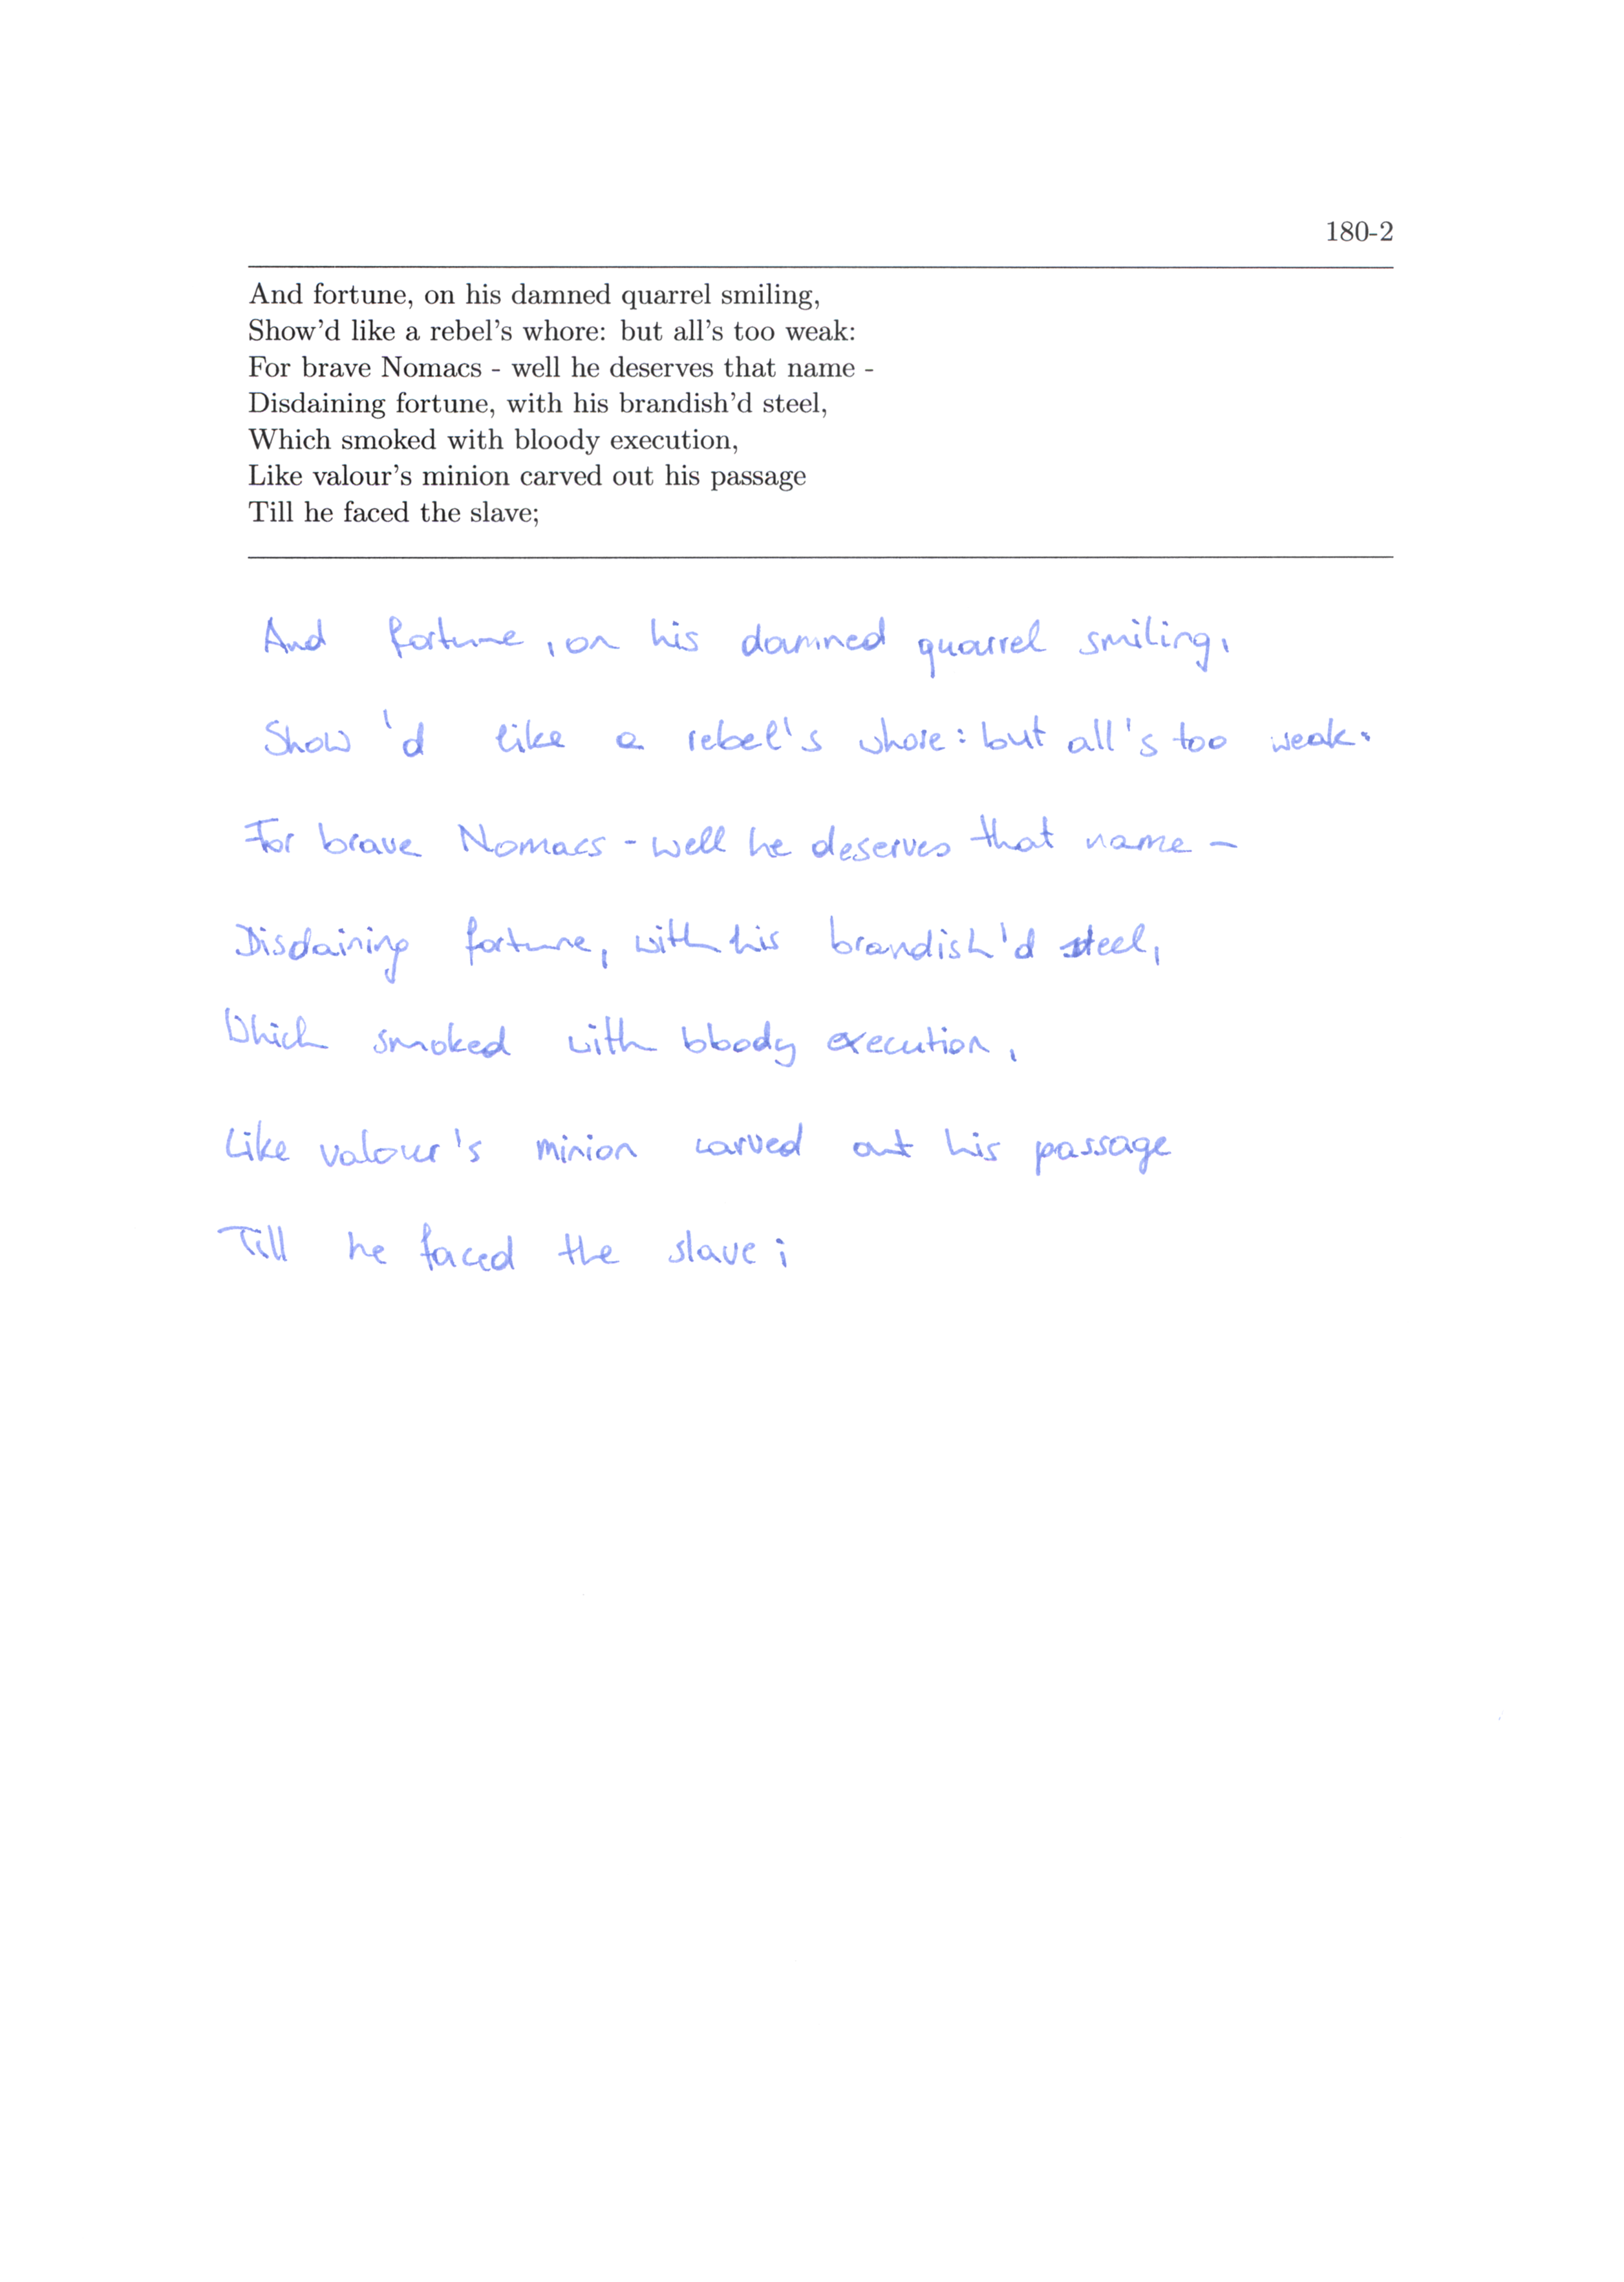 180-2
And fortune, on his damned quarrel smiling,
Show'd like a rebel's whore: but all's too weak:
For brave Nomacs - well he deserves that name -
Disdaining fortune, with his brandish'd steel,
Which smoked with bloody execution,
Like valour's minion carved out his passage
Till he faced the slave;
And fortune, on his damned quarrel smiling,
Show'd like a rebel's whore: but all's too weak:
For brave Nomacs - well he deserves that name -
Disdaining fortune, with his brandish'd steel,
Which smoked with bloody execution,
Like valour's minion carved out his passage
Till he faced the slave;